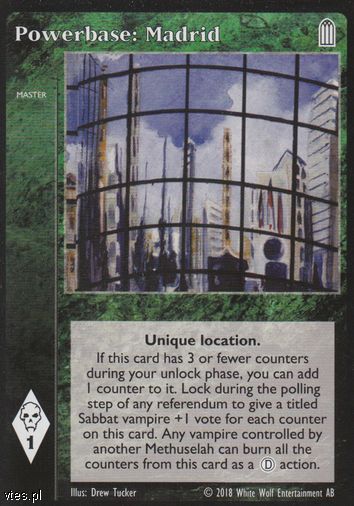 Powerbase: Madrid
MASTER
Unique location.
If this card has 3 or fewer counters
during your unlock phase, you can add
1 counter to it. Lock during the polling
step of any referendum to give a titled
Sabbat vampire +1 vote for each counter
on this card. Any vampire controlled by
another Methuselah can burn all the
counters from this card as a D action.
1
vtes.pl
Illus: Drew Tucker
© 2018 White Wolf Entertainment AB